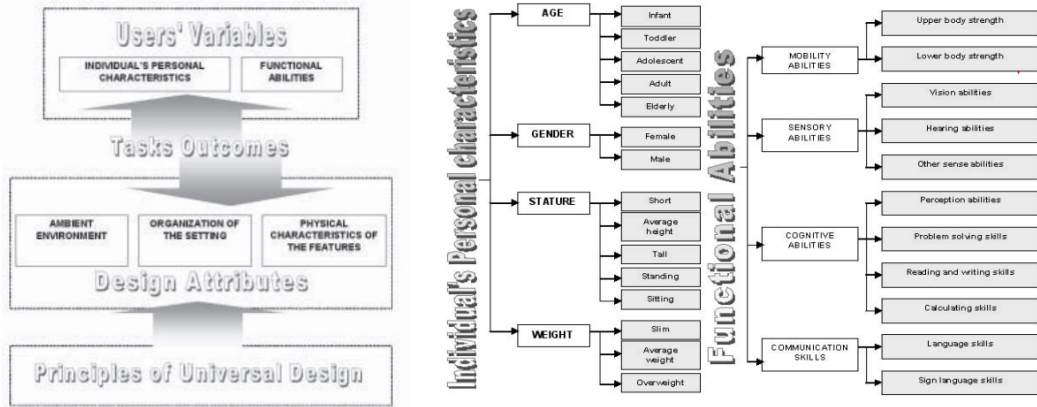 Users' Variables
INDIVIDUAL'S PERSONAL
CHARACTERISTICS
FUNCTIONAL
ABILITIES
Tasks Outcomes
AMBIENT
ENVIRONMENT
ORGANIZATION OF
THE SETTING
PHYSICAL
CHARACTERISTICS OF
THE FEATURES
Design Attributes
Principles of Universal Design
Individual's Personal characteristics
AGE
Infant
Toddler
Adolescent
Adult
Elderly
GENDER
Female
Male
STATURE
Short
Average
height
Tall
Standing
Sitting
WEIGHT
Slim
Average
weight
Overweight
Functional Abilities
MOBILITY
ABILITIES
Upper body strength
Lower body strength
SENSORY
ABILITIES
Vision abilities
Hearing abilities
Other sense abilities
COGNITIVE
ABILITIES
Perception abilities
Problem solving skills
Reading and writing skills
Calculating skills
COMMUNICATION
SKILLS
Language skills
Sign language skills